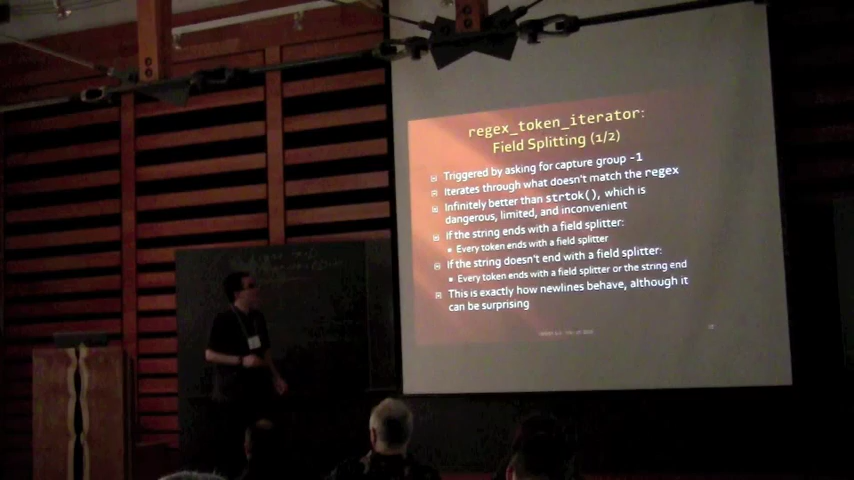 regex_token_iterator:
Field Splitting (1/2)
Triggered by asking for capture group -1
Iterates through what doesn't match the regex
Infinitely better than strtok(), which is
dangerous, limited, and inconvenient
If the string ends with a field splitter:
Every token ends with a field splitter
If the string doesn't end with a field splitter:
Every token ends with a field splitter or the string end
This is exactly how newlines behave, although it
can be surprising